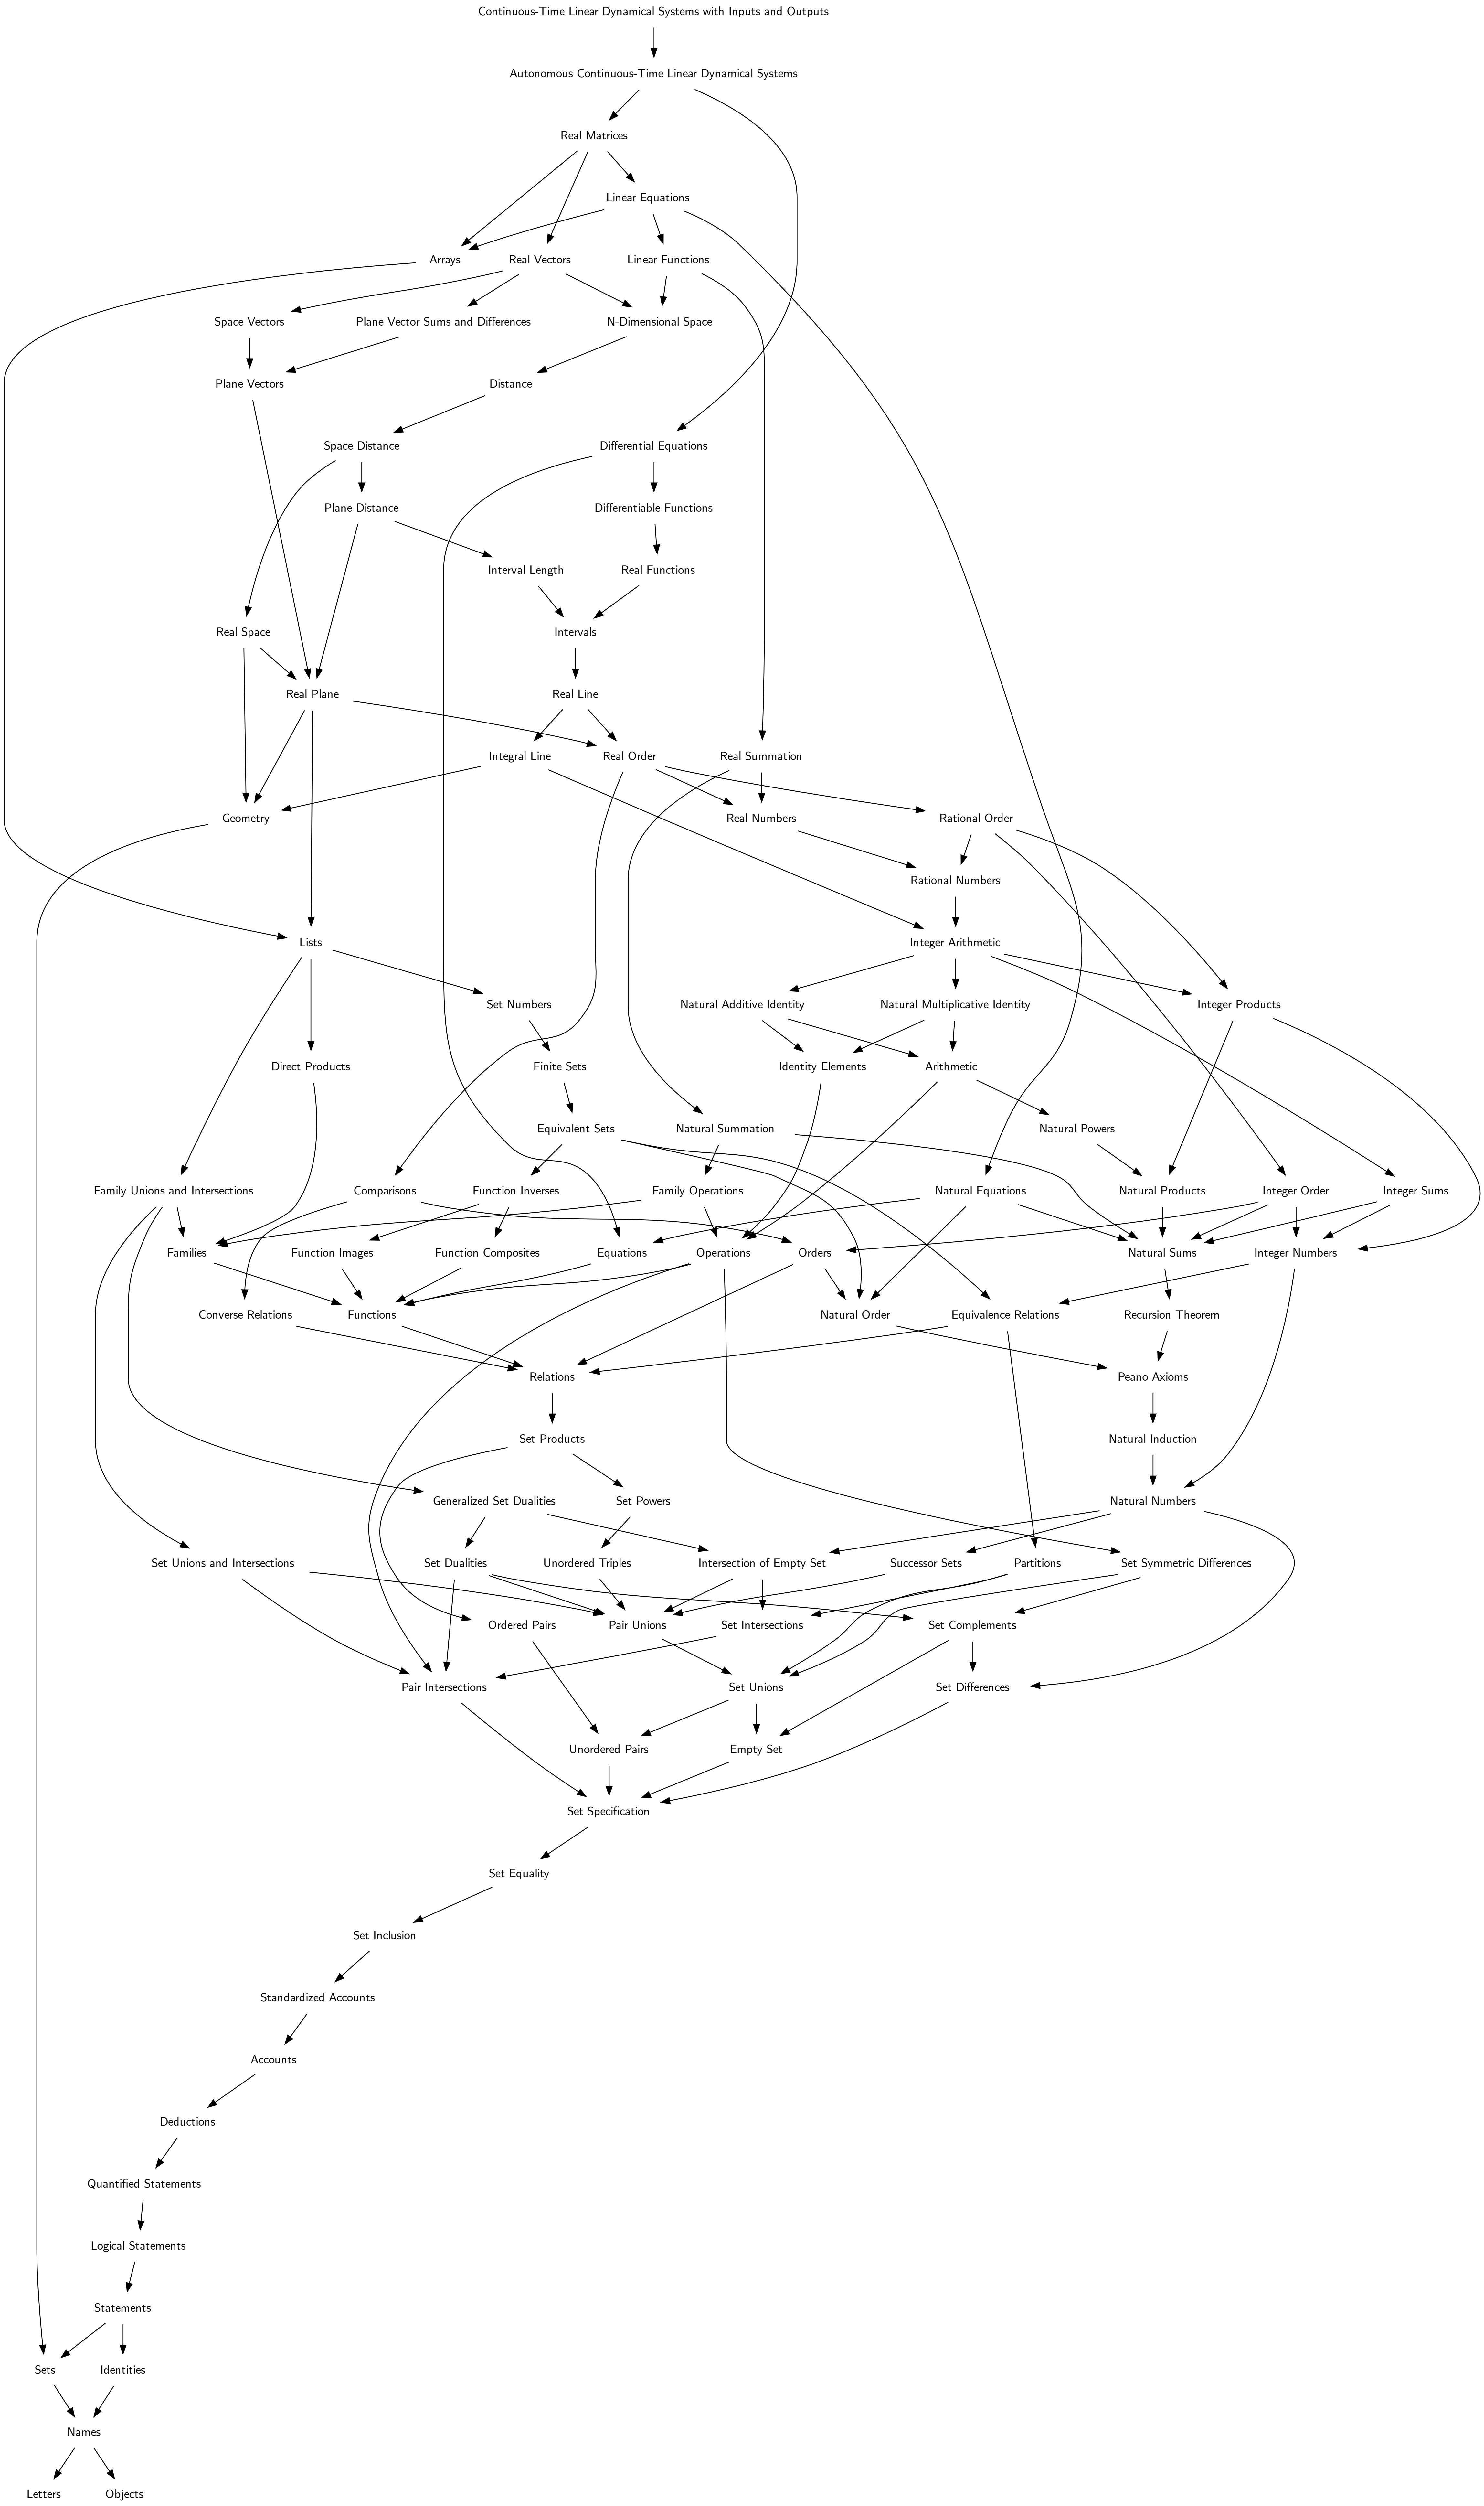 Continuous-Time Linear Dynamical Systems with Inputs and Outputs
Autonomous Continuous-Time Linear Dynamical Systems
Real Matrices
Linear Equations
Arrays
Real Vectors
Linear Functions
Space Vectors
Plane Vector Sums and Differences
N-Dimensional Space
Plane Vectors
Distance
Space Distance
Differential Equations
Plane Distance
Differentiable Functions
Interval Length
Real Functions
Real Space
Intervals
Real Plane
Real Line
Integral Line
Real Order
Real Summation
Geometry
Real Numbers
Rational Order
Rational Numbers
Lists
Integer Arithmetic
Set Numbers
Natural Additive Identity
Natural Multiplicative Identity
Integer Products
Direct Products
Finite Sets
Identity Elements
Arithmetic
Equivalent Sets
Natural Summation
Natural Powers
Family Unions and Intersections
Comparisons
Function Inverses
Family Operations
Natural Equations
Natural Products
Integer Order
Integer Sums
Families
Function Images
Function Composites
Equations
Operations
Orders
Natural Sums
Integer Numbers
Converse Relations
Functions
Natural Order
Equivalence Relations
Recursion Theorem
Relations
Peano Axioms
Set Products
Natural Induction
Generalized Set Dualities
Set Powers
Natural Numbers
Set Unions and Intersections
Set Dualities
Unordered Triples
Intersection of Empty Set
Successor Sets
Partitions
Set Symmetric Differences
Ordered Pairs
Pair Unions
Set Intersections
Set Complements
Pair Intersections
Set Unions
Set Differences
Unordered Pairs
Empty Set
Set Specification
Set Equality
Set Inclusion
Standardized Accounts
Accounts
Deductions
Quantified Statements
Logical Statements
Statements
Sets
Identities
Names
Letters
Objects